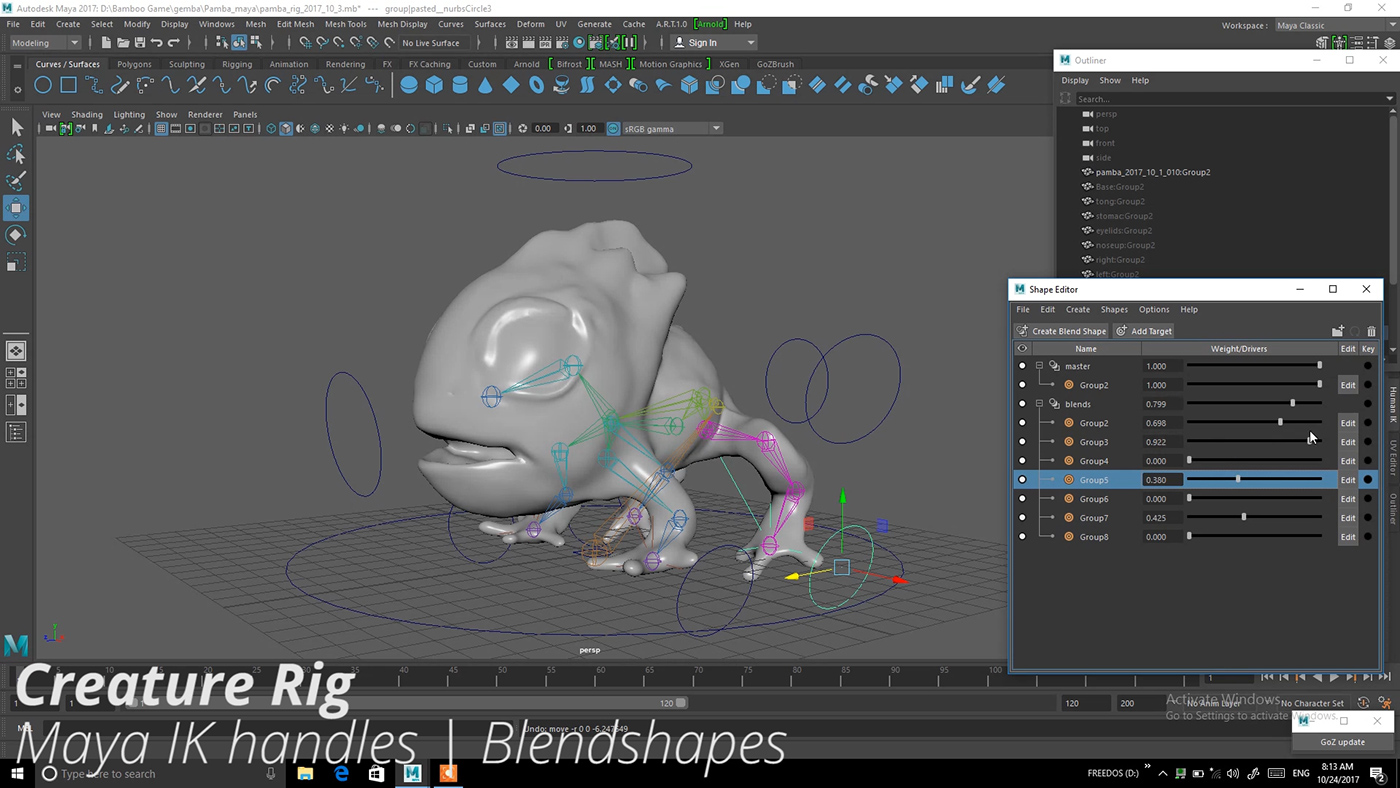 Autodesk Maya 2017: D:\Bamboo Game\gemba\Pamba_maya\pamba_rig_2017_10_3.mb* --- group|pasted__nurbsCircle3
File Edit Create Select Modify Display Windows Mesh Edit Mesh Mesh Tools Mesh Display Curves Surfaces Deform UV Generate Cache A.R.T.1.0 [Arnold] Help
Workspace : Maya Classic
Modeling No Live Surface Sign In
Curves / Surfaces Polygons Sculpting Rigging Animation Rendering FX FX Caching Custom Arnold Bifrost MASH Motion Graphics XGen GoZBrush
View Shading Lighting Show Renderer Panels
0.00 1.00 sRGB gamma
Outliner
Display Show Help
Search...
persp
top
front
side
pamba_2017_10_1_010:Group2
Base:Group2
tong:Group2
stomac:Group2
eyelids:Group2
noseup:Group2
right:Group2
left:Group2
Shape Editor
File Edit Create Shapes Options Help
Create Blend Shape Add Target
Name Weight/Drivers Edit Key
master 1.000
Group2 1.000 Edit
blends 0.799
Group2 0.698 Edit
Group3 0.922 Edit
Group4 0.000 Edit
Group5 0.380 Edit
Group6 0.000 Edit
Group7 0.425 Edit
Group8 0.000 Edit
Human IK
UV Editor
Outliner
persp
45 50 55 60 65 70 75 80 85 90 95 100
1
120 120 200 No Anim Layer No Character Set
Activate Windows
Go to Settings to activate Windows.
Undo: move -r 0 0 -6.247649
Creature Rig
Maya IK handles | Blendshapes
GoZ update
Type here to search
FREEDOS (D:) ENG
8:13 AM
10/24/2017
2